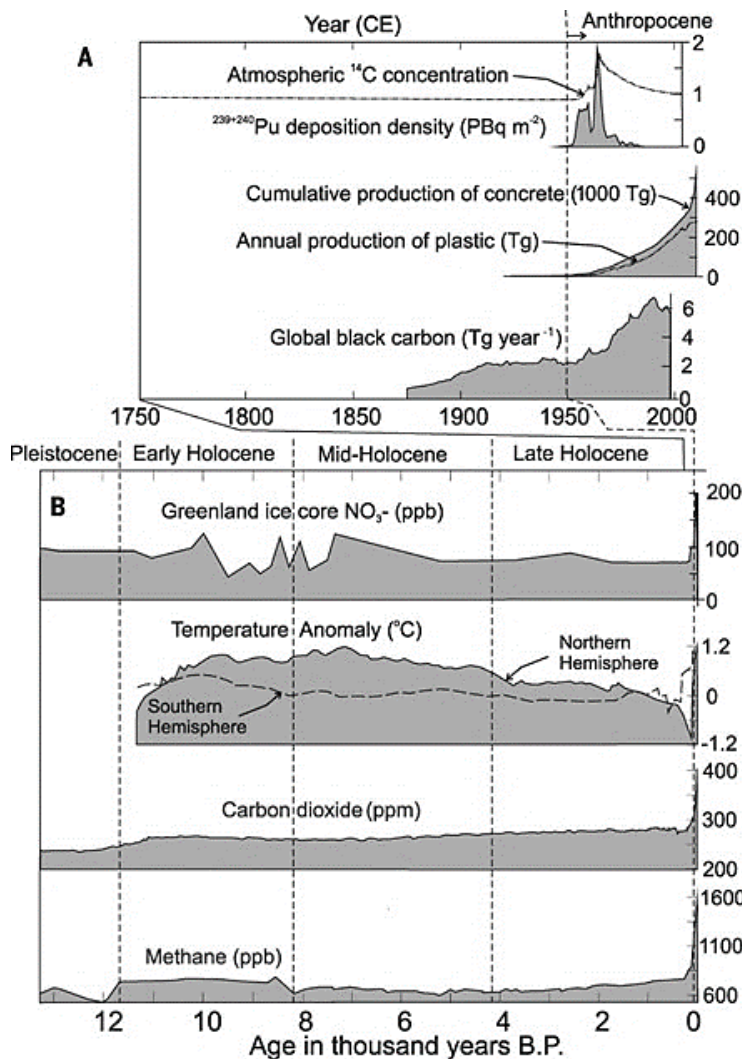 Year (CE)
Anthropocene
A
2
Atmospheric ¹⁴C concentration
1
²³⁹⁺²⁴⁰Pu deposition density (PBq m⁻²)
0
Cumulative production of concrete (1000 Tg)
400
Annual production of plastic (Tg)
200
0
6
Global black carbon (Tg year⁻¹)
4
2
0
1750 1800 1850 1900 1950 2000
Pleistocene Early Holocene Mid-Holocene Late Holocene
B
200
Greenland ice core NO₃- (ppb)
100
0
Temperature Anomaly (°C)
1.2
Northern
Hemisphere
0
Southern
Hemisphere
-1.2
400
Carbon dioxide (ppm)
300
200
1600
1100
Methane (ppb)
600
12 10 8 6 4 2 0
Age in thousand years B.P.